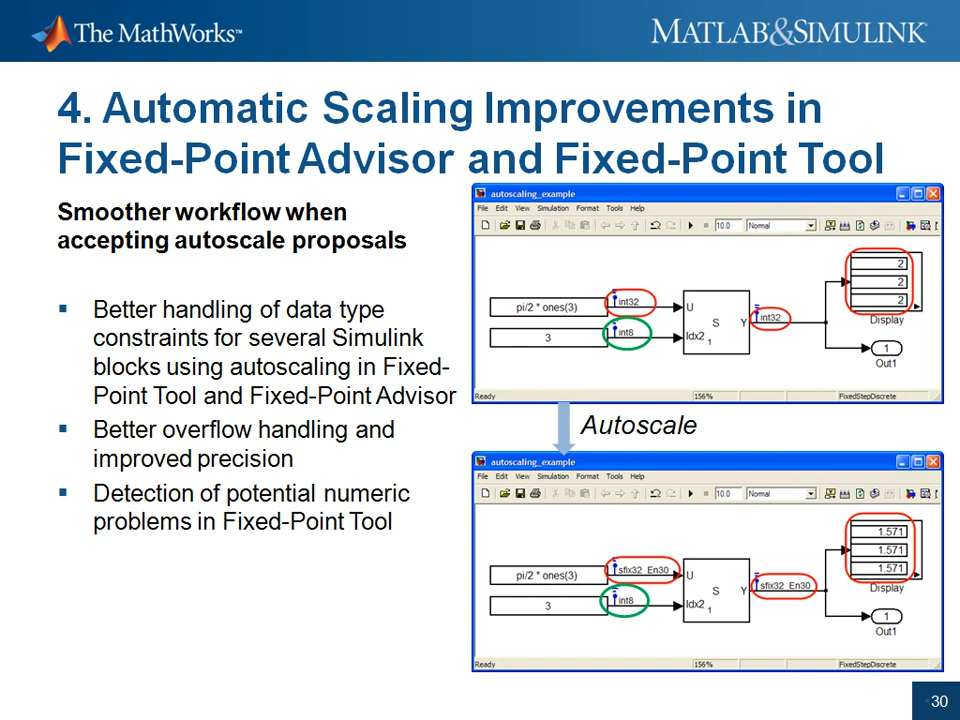 The MathWorks™
MATLAB&SIMULINK®
4. Automatic Scaling Improvements in
Fixed-Point Advisor and Fixed-Point Tool
Smoother workflow when
accepting autoscale proposals
Better handling of data type
constraints for several Simulink
blocks using autoscaling in Fixed-
Point Tool and Fixed-Point Advisor
Better overflow handling and
improved precision
Detection of potential numeric
problems in Fixed-Point Tool
autoscaling_example
File Edit View Simulation Format Tools Help
10.0 Normal
pi/2 * ones(3)
int32
U
3
int8
Idx2 1
S
Y
int32
2
2
2
Display
1
Out1
Ready 156% FixedStepDiscrete
Autoscale
autoscaling_example
File Edit View Simulation Format Tools Help
10.0 Normal
pi/2 * ones(3)
sfix32_En30
U
3
int8
Idx2 1
S
Y
sfix32_En30
1.571
1.571
1.571
Display
1
Out1
Ready 156% FixedStepDiscrete
30